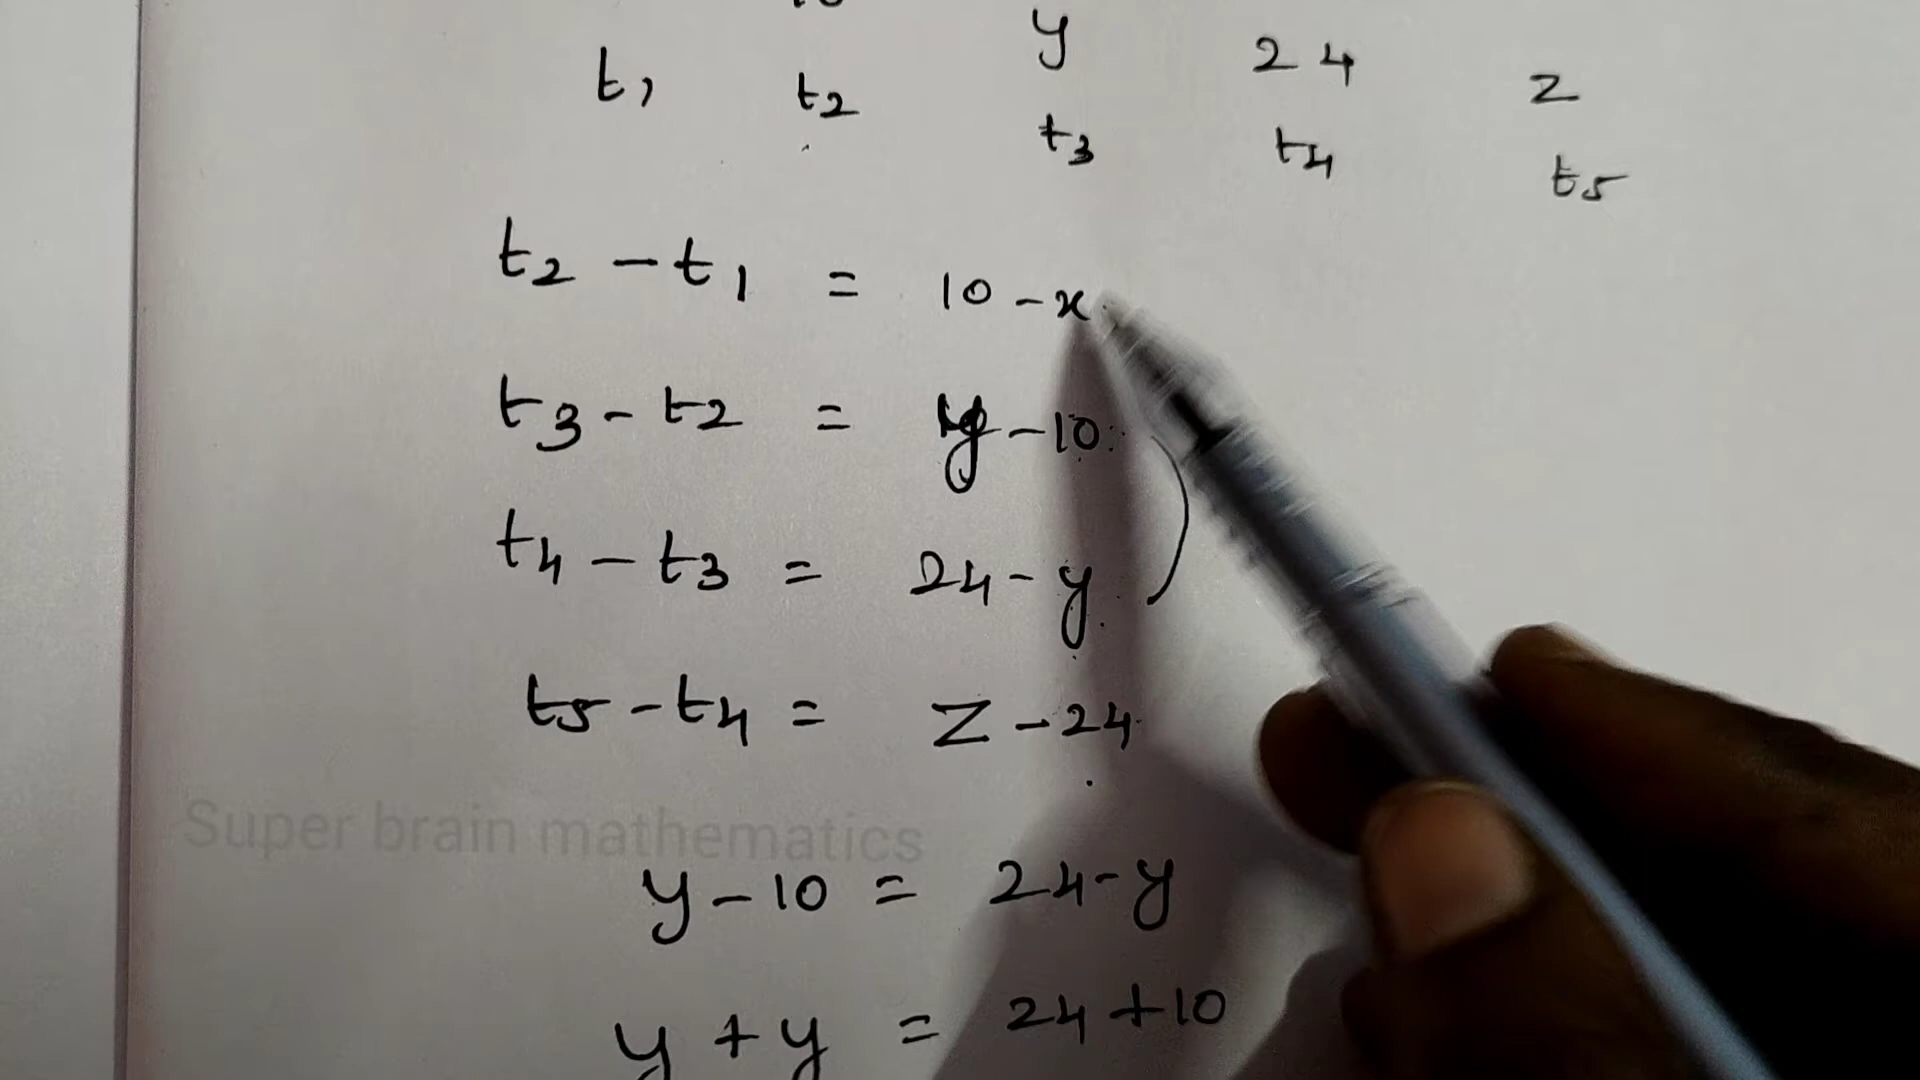 y 24 z
t1 t2 t3 t4 t5
t2 - t1 = 10 - x
t3 - t2 = y - 10
t4 - t3 = 24 - y
t5 - t4 = z - 24
Super brain mathematics
y - 10 = 24 - y
y + y = 24 + 10